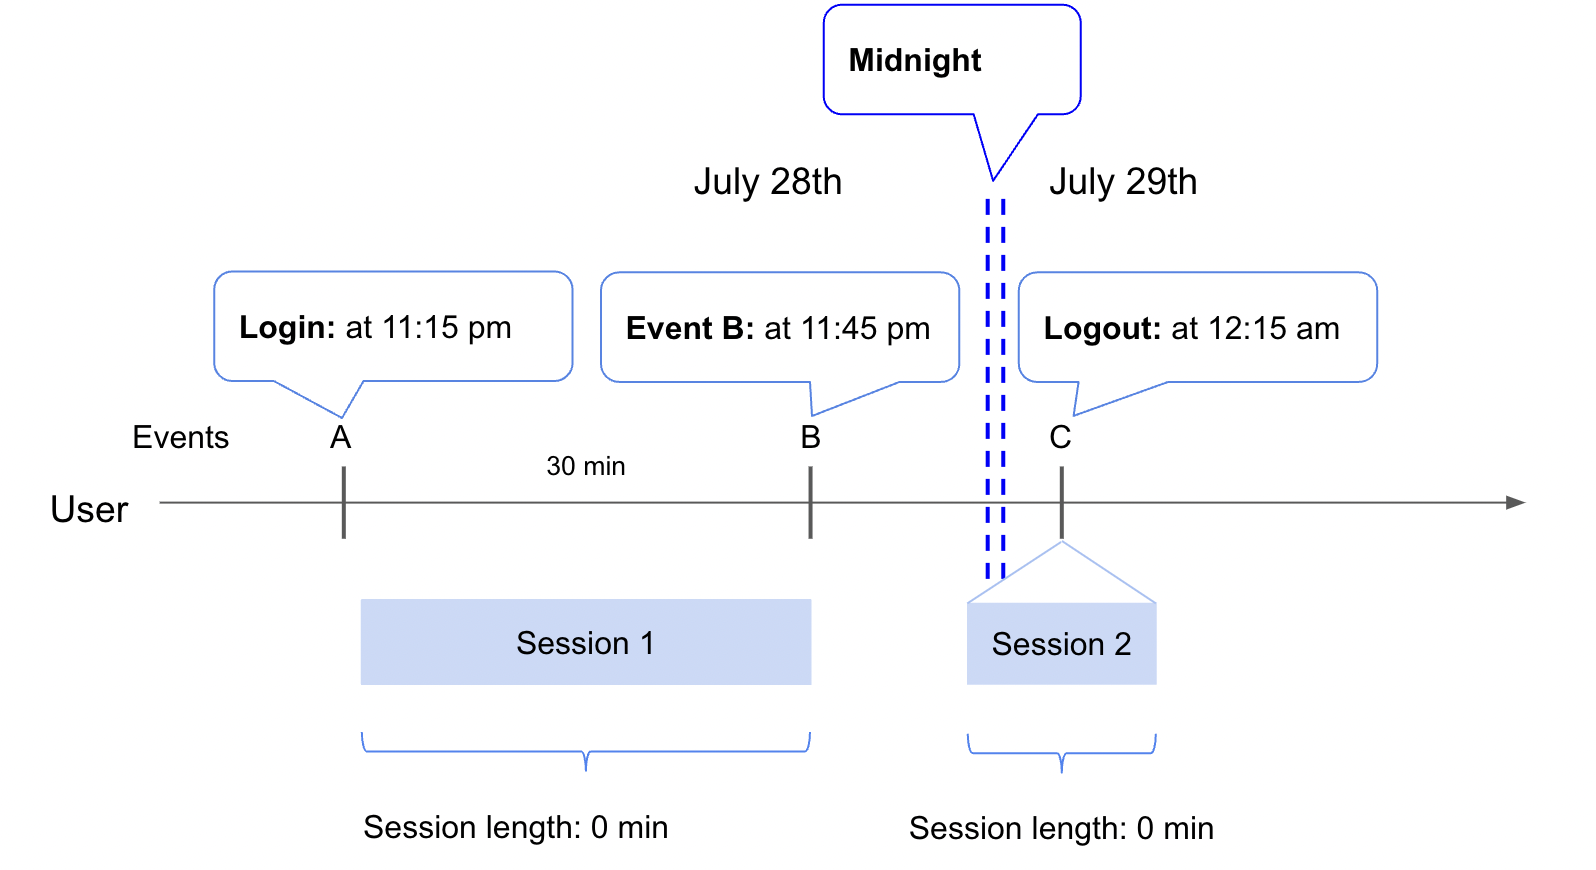 Midnight
July 28th
July 29th
Login: at 11:15 pm
Event B: at 11:45 pm
Logout: at 12:15 am
Events
A
B
C
30 min
User
Session 1
Session 2
Session length: 0 min
Session length: 0 min